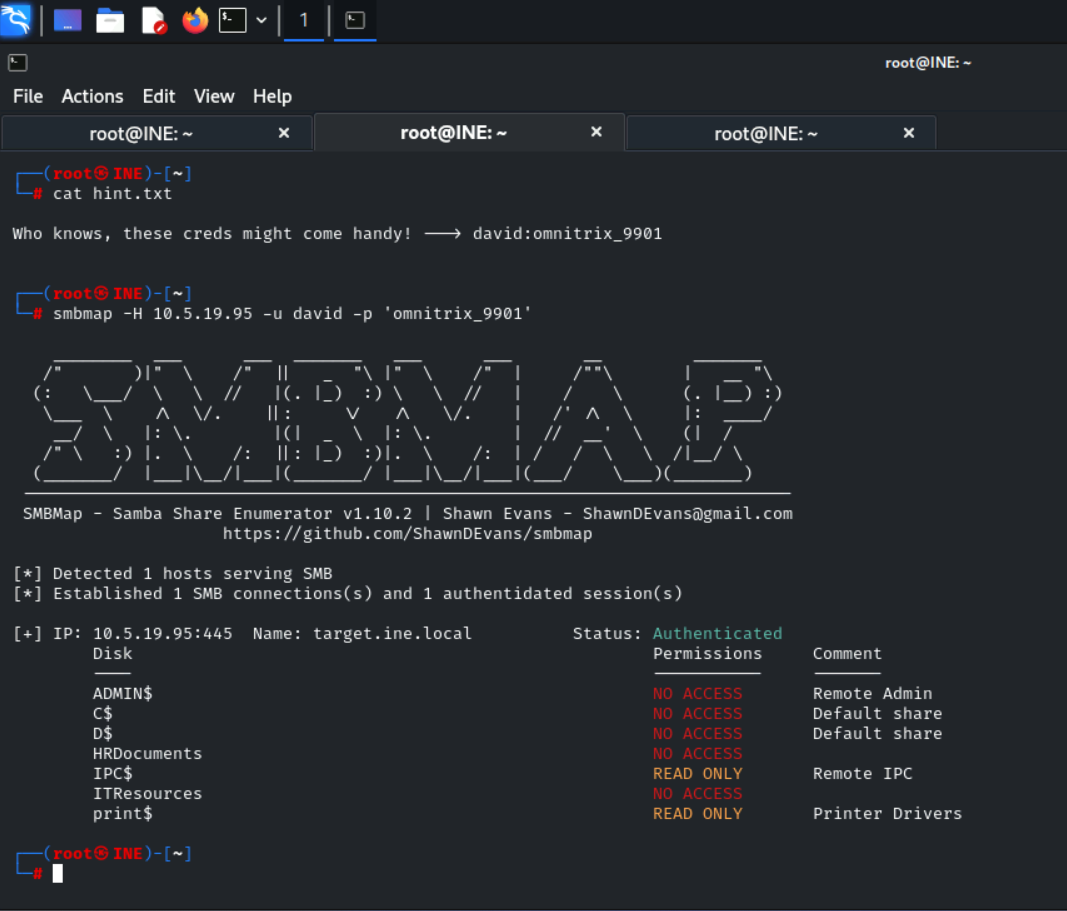 1
root@INE: ~
File Actions Edit View Help
root@INE: ~ × root@INE: ~ × root@INE: ~ ×
┌──(root㉿INE)-[~]
└─# cat hint.txt
Who knows, these creds might come handy! ──> david:omnitrix_9901
┌──(root㉿INE)-[~]
└─# smbmap -H 10.5.19.95 -u david -p 'omnitrix_9901'
SMBMAP
SMBMap - Samba Share Enumerator v1.10.2 | Shawn Evans - ShawnDEvans@gmail.com
https://github.com/ShawnDEvans/smbmap
[*] Detected 1 hosts serving SMB
[*] Established 1 SMB connections(s) and 1 authentidated session(s)
[+] IP: 10.5.19.95:445 Name: target.ine.local Status: Authenticated
Disk Permissions Comment
---- ----------- -------
ADMIN$ NO ACCESS Remote Admin
C$ NO ACCESS Default share
D$ NO ACCESS Default share
HRDocuments NO ACCESS
IPC$ READ ONLY Remote IPC
ITResources NO ACCESS
print$ READ ONLY Printer Drivers
┌──(root㉿INE)-[~]
└─#